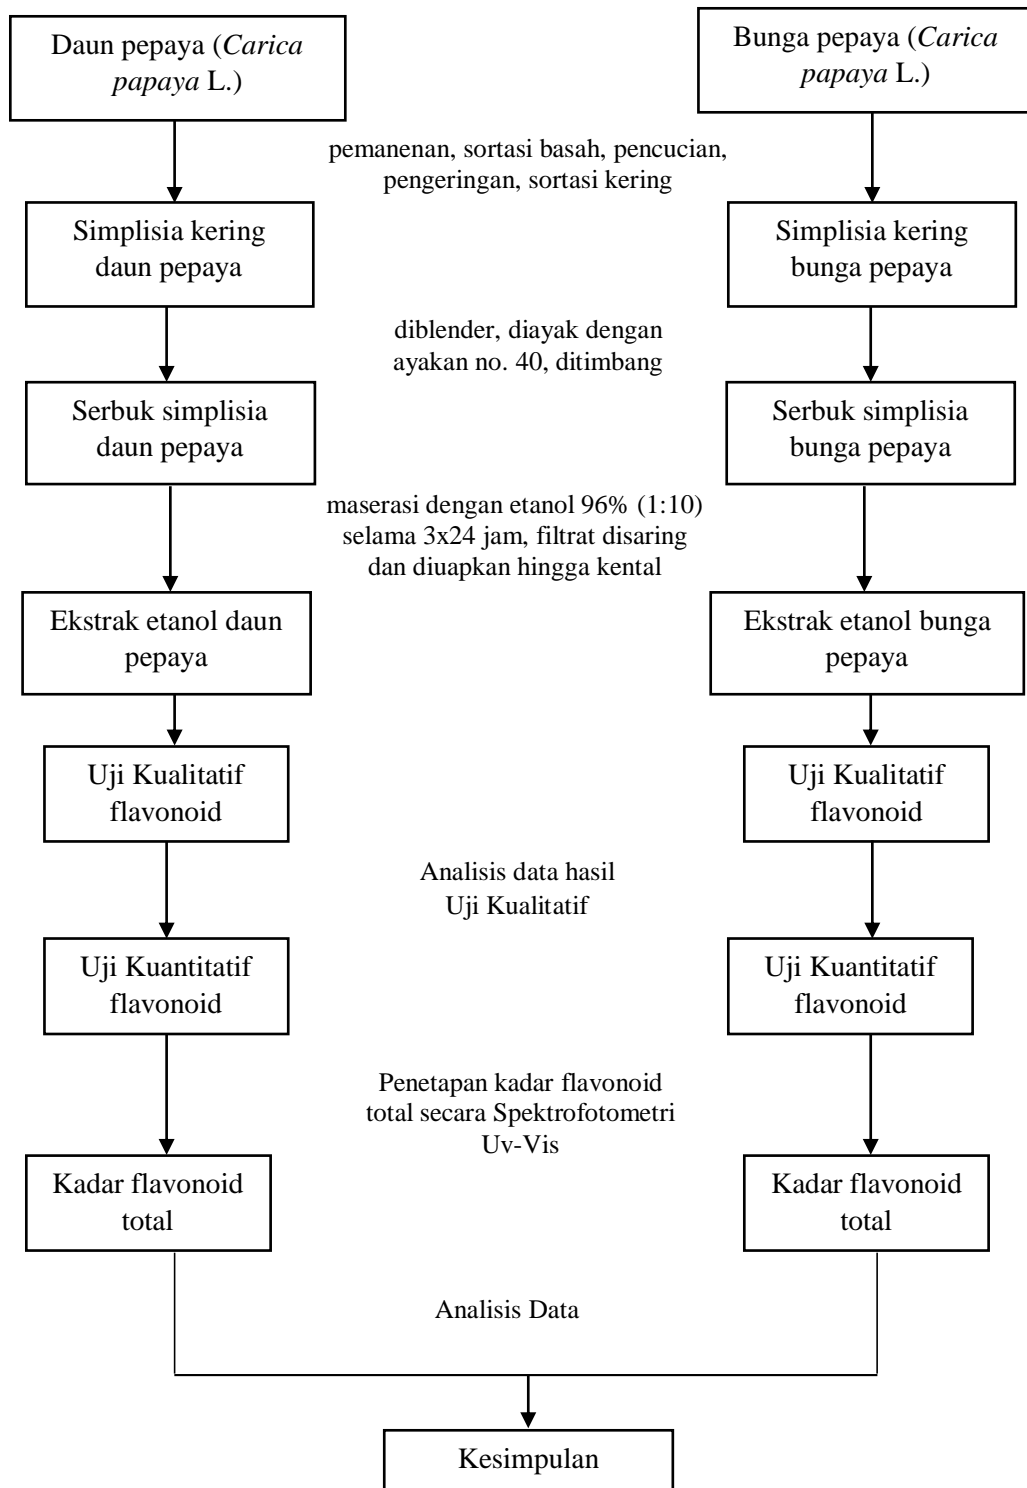 Daun pepaya (Carica
papaya L.)
Bunga pepaya (Carica
papaya L.)
pemanenan, sortasi basah, pencucian,
pengeringan, sortasi kering
Simplisia kering
daun pepaya
Simplisia kering
bunga pepaya
diblender, diayak dengan
ayakan no. 40, ditimbang
Serbuk simplisia
daun pepaya
Serbuk simplisia
bunga pepaya
maserasi dengan etanol 96% (1:10)
selama 3x24 jam, filtrat disaring
dan diuapkan hingga kental
Ekstrak etanol daun
pepaya
Ekstrak etanol bunga
pepaya
Uji Kualitatif
flavonoid
Uji Kualitatif
flavonoid
Analisis data hasil
Uji Kualitatif
Uji Kuantitatif
flavonoid
Uji Kuantitatif
flavonoid
Penetapan kadar flavonoid
total secara Spektrofotometri
Uv-Vis
Kadar flavonoid
total
Kadar flavonoid
total
Analisis Data
Kesimpulan